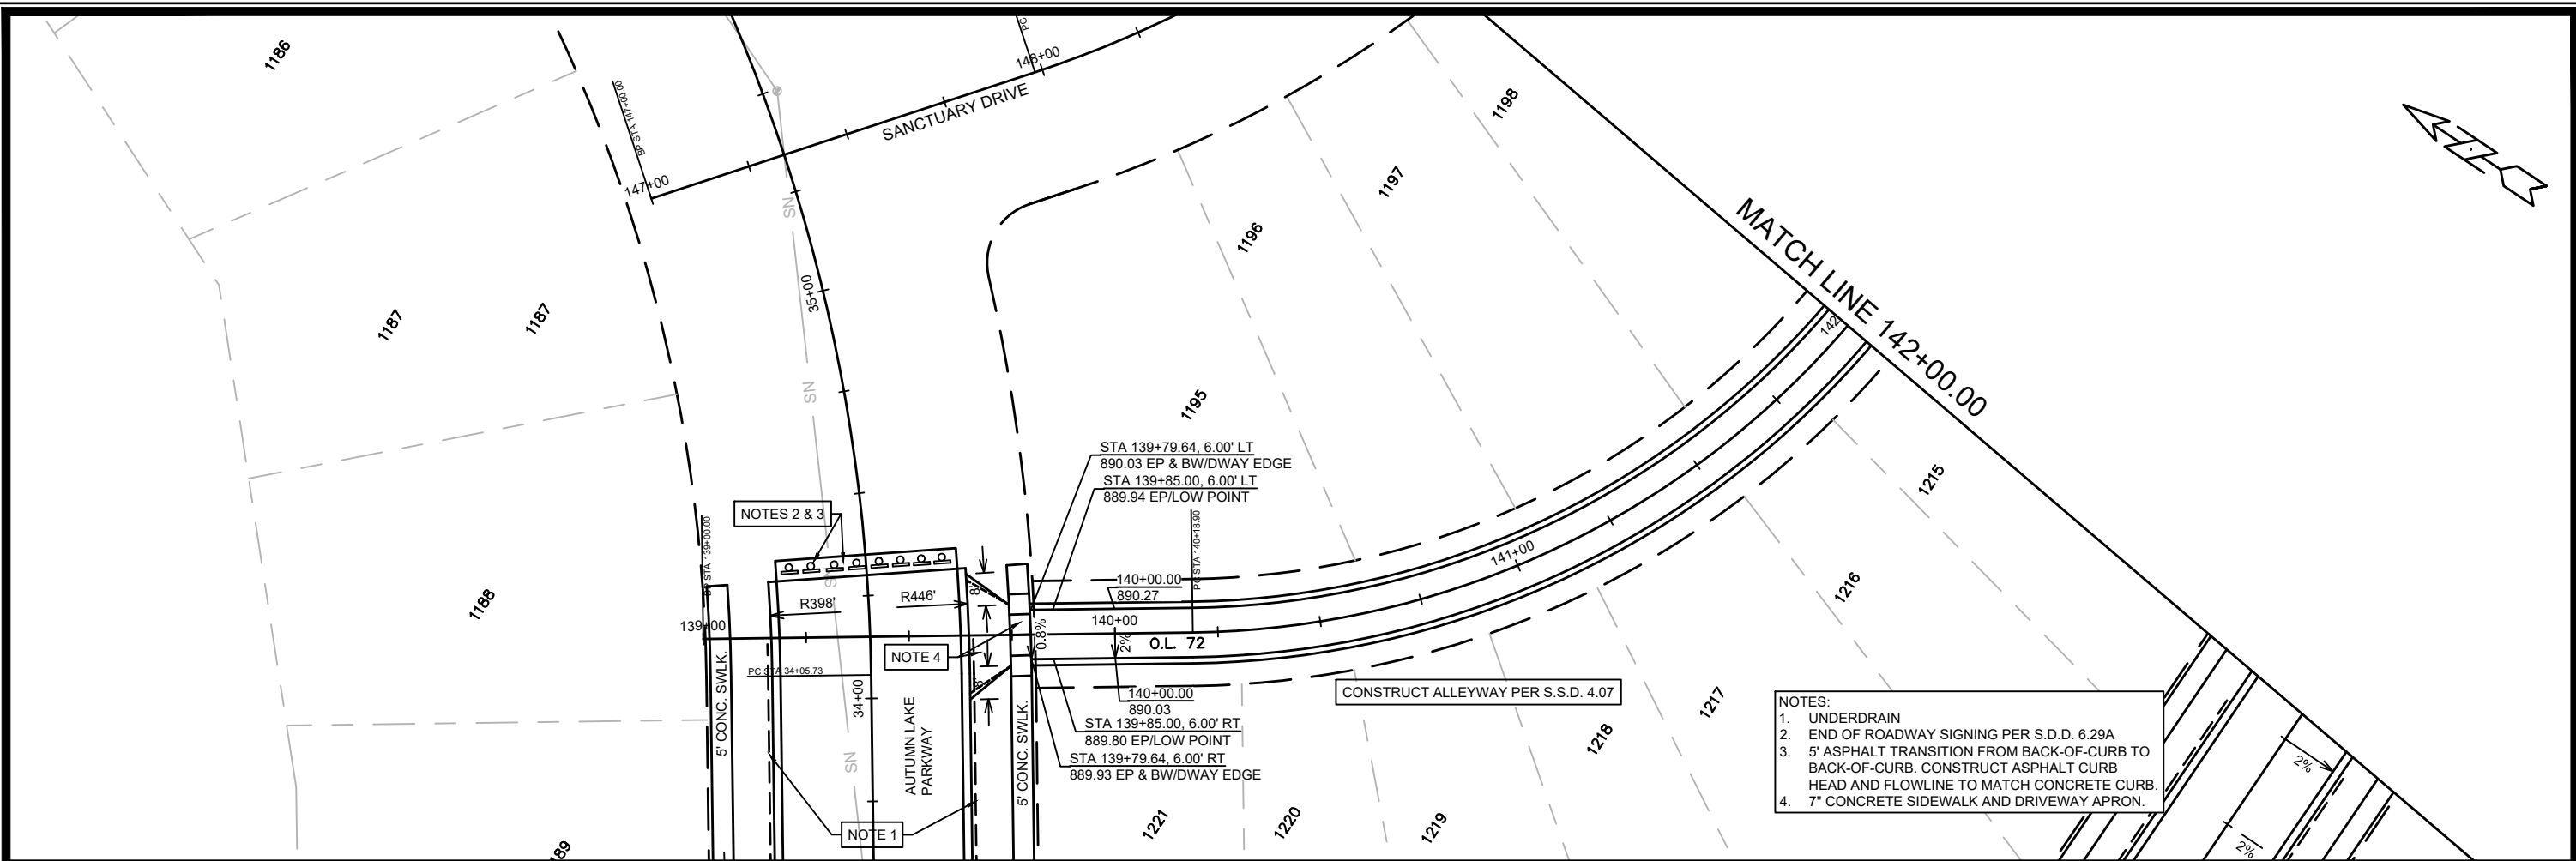 1186
PC
148+00
SANCTUARY DRIVE
BP STA 147+00.00
147+00
1198
1197
1196
MATCH LINE 142+00.00
142
SN
35+00
1187
1187
SN
1195
STA 139+79.64, 6.00' LT
890.03 EP & BW/DWAY EDGE
STA 139+85.00, 6.00' LT
889.94 EP/LOW POINT
1215
NOTES 2 & 3
STA 139+00.00
PC STA 140+18.90
141+00
1216
140+00.00
890.27
8'
R398'
R446'
1188
139+00
140+00
0.8%
2%
O.L. 72
NOTE 4
PC STA 34+05.73
34+00
5' CONC. SWLK.
AUTUMN LAKE
PARKWAY
5' CONC. SWLK.
SN
140+00.00
890.03
STA 139+85.00, 6.00' RT
889.80 EP/LOW POINT
STA 139+79.64, 6.00' RT
889.93 EP & BW/DWAY EDGE
CONSTRUCT ALLEYWAY PER S.S.D. 4.07
1217
1218
NOTES:
1. UNDERDRAIN
2. END OF ROADWAY SIGNING PER S.D.D. 6.29A
3. 5' ASPHALT TRANSITION FROM BACK-OF-CURB TO
BACK-OF-CURB. CONSTRUCT ASPHALT CURB
HEAD AND FLOWLINE TO MATCH CONCRETE CURB.
4. 7" CONCRETE SIDEWALK AND DRIVEWAY APRON.
2%
NOTE 1
1221
1220
1219
2%